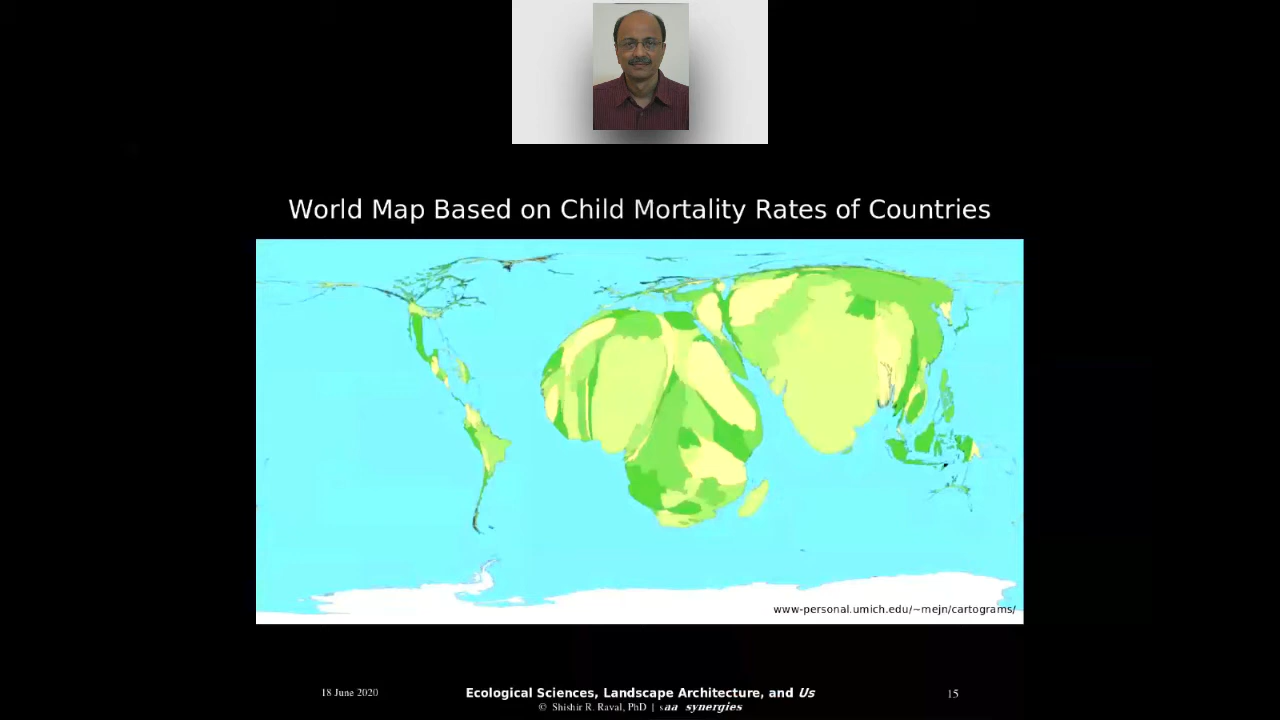 World Map Based on Child Mortality Rates of Countries
www-personal.umich.edu/~mejn/cartograms/
18 June 2020
Ecological Sciences, Landscape Architecture, and Us
15
© Shishir R. Raval, PhD | saa synergies